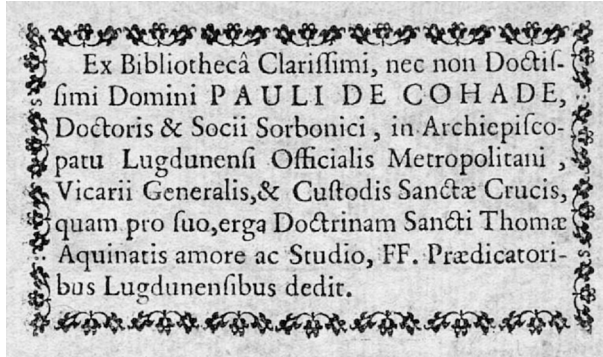 Ex Bibliothecâ Clariſſimi, nec non Doctiſ-
ſimi Domini PAULI DE COHADE,
Doctoris & Socii Sorbonici, in Archiepiſco-
patu Lugdunenſi Officialis Metropolitani,
Vicarii Generalis, & Cuſtodis Sanctæ Crucis,
quam pro ſuo, erga Doctrinam Sancti Thomæ
Aquinatis amore ac Studio, FF. Prædicatori-
bus Lugdunenſibus dedit.